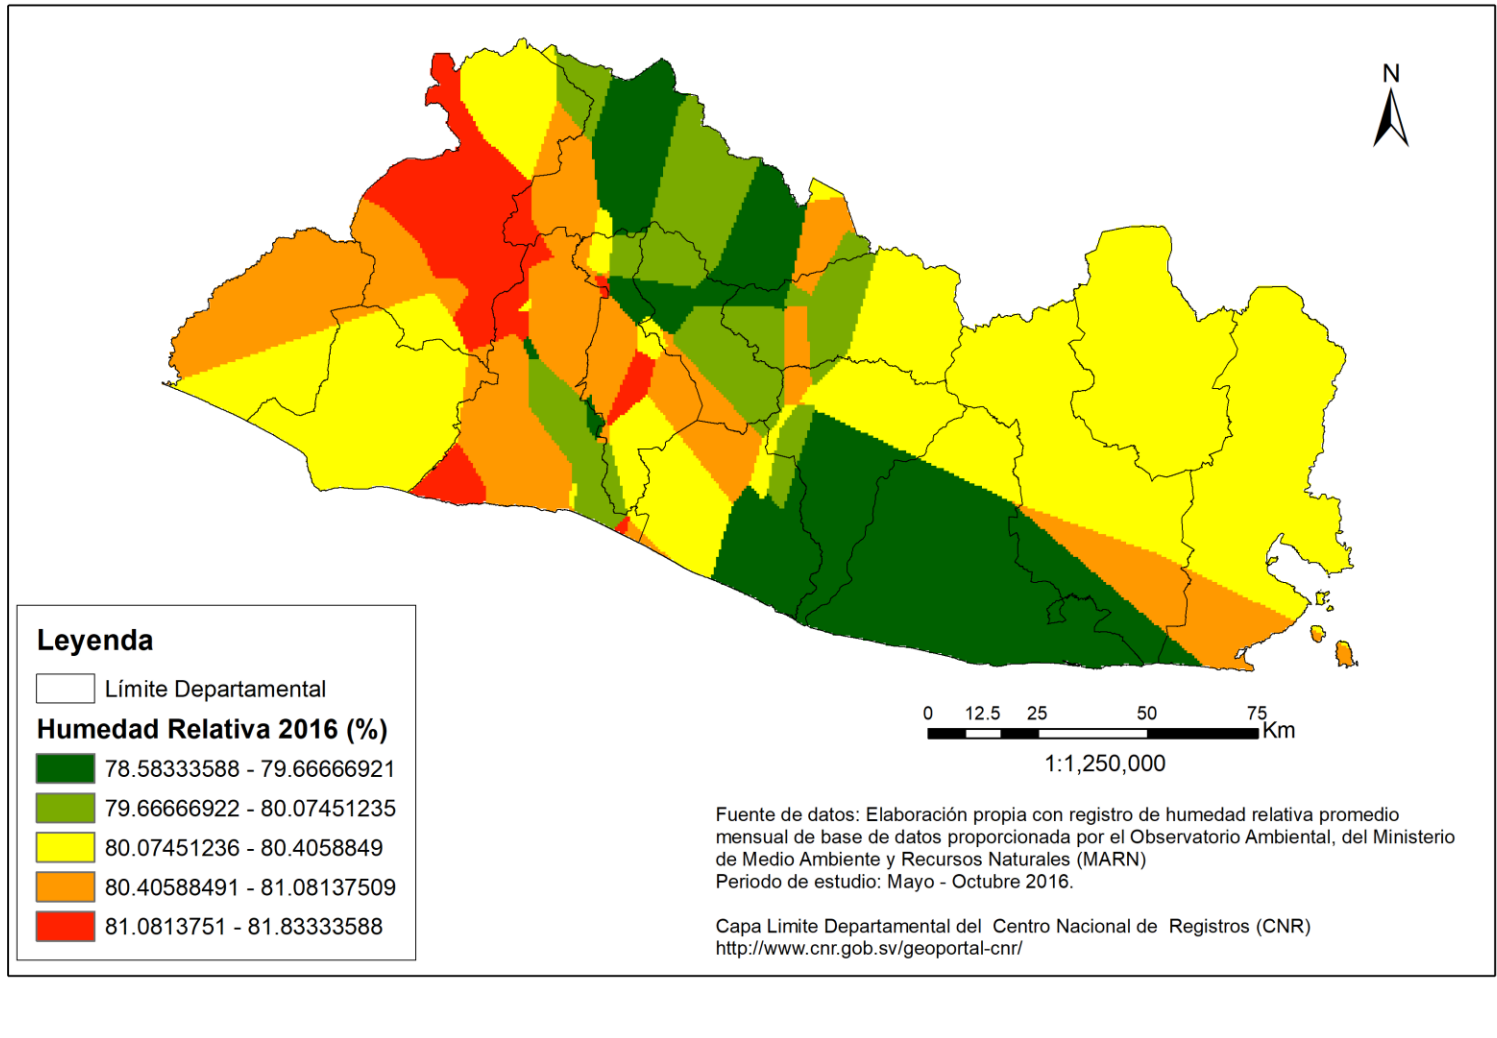 N
Leyenda
Límite Departamental
Humedad Relativa 2016 (%)
78.58333588 - 79.66666921
79.66666922 - 80.07451235
80.07451236 - 80.4058849
80.40588491 - 81.08137509
81.0813751 - 81.83333588
0 12.5 25 50 75
Km
1:1,250,000
Fuente de datos: Elaboración propia con registro de humedad relativa promedio
mensual de base de datos proporcionada por el Observatorio Ambiental, del Ministerio
de Medio Ambiente y Recursos Naturales (MARN)
Periodo de estudio: Mayo - Octubre 2016.
Capa Limite Departamental del Centro Nacional de Registros (CNR)
http://www.cnr.gob.sv/geoportal-cnr/